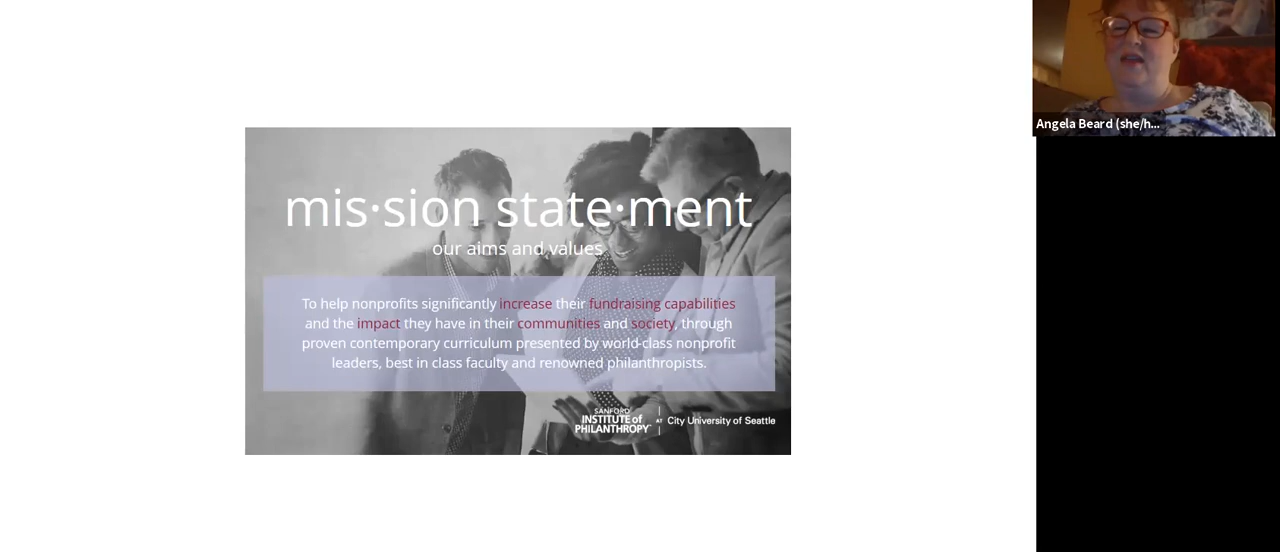 mis·sion state·ment
our aims and values
To help nonprofits significantly increase their fundraising capabilities
and the impact they have in their communities and society, through
proven contemporary curriculum presented by world-class nonprofit
leaders, best in class faculty and renowned philanthropists.
SANFORD
INSTITUTE of
PHILANTHROPY
AT City University of Seattle
Angela Beard (she/h...